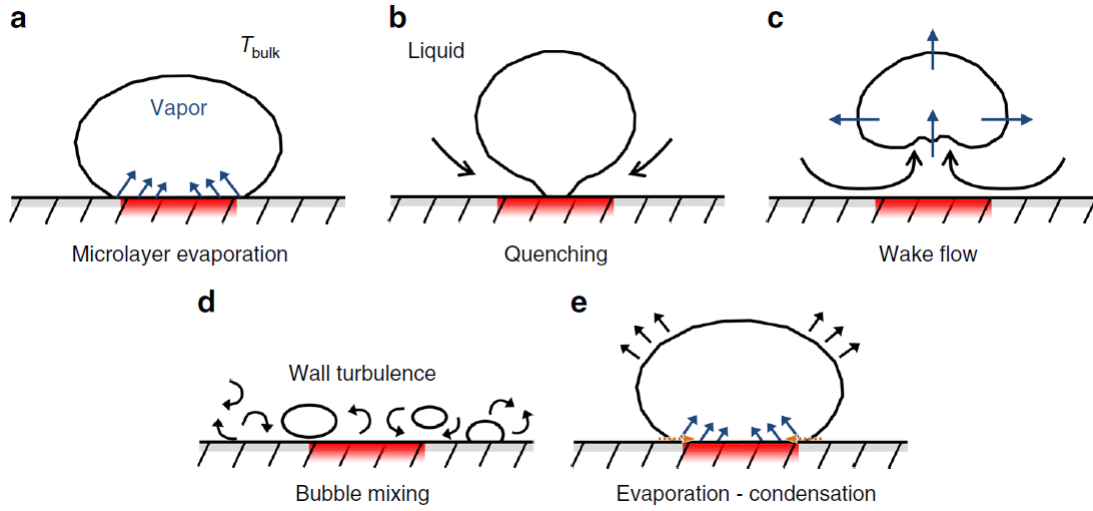 a
T_bulk
Vapor
Microlayer evaporation
b
Liquid
Quenching
c
Wake flow
d
Wall turbulence
Bubble mixing
e
Evaporation - condensation